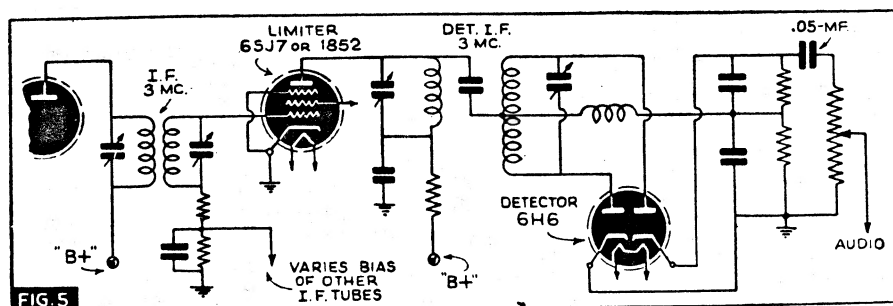 LIMITER
6SJ7 OR 1852
DET. I.F.
3 MC.
.05-MF.
I.F.
3 MC.
DETECTOR
6H6
AUDIO
"B+"
VARIES BIAS
OF OTHER
I.F. TUBES
"B+"
FIG. 5